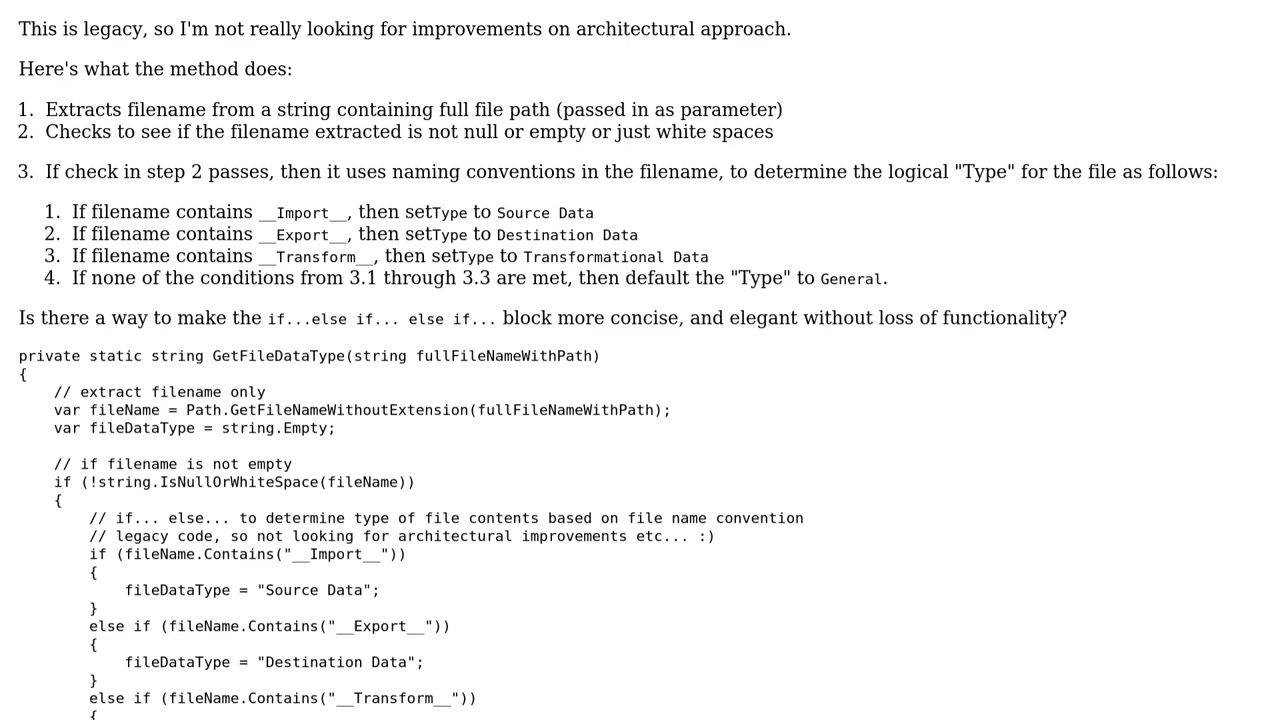 This is legacy, so I'm not really looking for improvements on architectural approach.
Here's what the method does:
1. Extracts filename from a string containing full file path (passed in as parameter)
2. Checks to see if the filename extracted is not null or empty or just white spaces
3. If check in step 2 passes, then it uses naming conventions in the filename, to determine the logical "Type" for the file as follows:
1. If filename contains __Import__, then setType to Source Data
2. If filename contains __Export__, then setType to Destination Data
3. If filename contains __Transform__, then setType to Transformational Data
4. If none of the conditions from 3.1 through 3.3 are met, then default the "Type" to General.
Is there a way to make the if...else if... else if... block more concise, and elegant without loss of functionality?
private static string GetFileDataType(string fullFileNameWithPath)
{
    // extract filename only
    var fileName = Path.GetFileNameWithoutExtension(fullFileNameWithPath);
    var fileDataType = string.Empty;
    // if filename is not empty
    if (!string.IsNullOrWhiteSpace(fileName))
    {
        // if... else... to determine type of file contents based on file name convention
        // legacy code, so not looking for architectural improvements etc... :)
        if (fileName.Contains("__Import__"))
        {
            fileDataType = "Source Data";
        }
        else if (fileName.Contains("__Export__"))
        {
            fileDataType = "Destination Data";
        }
        else if (fileName.Contains("__Transform__"))
        {